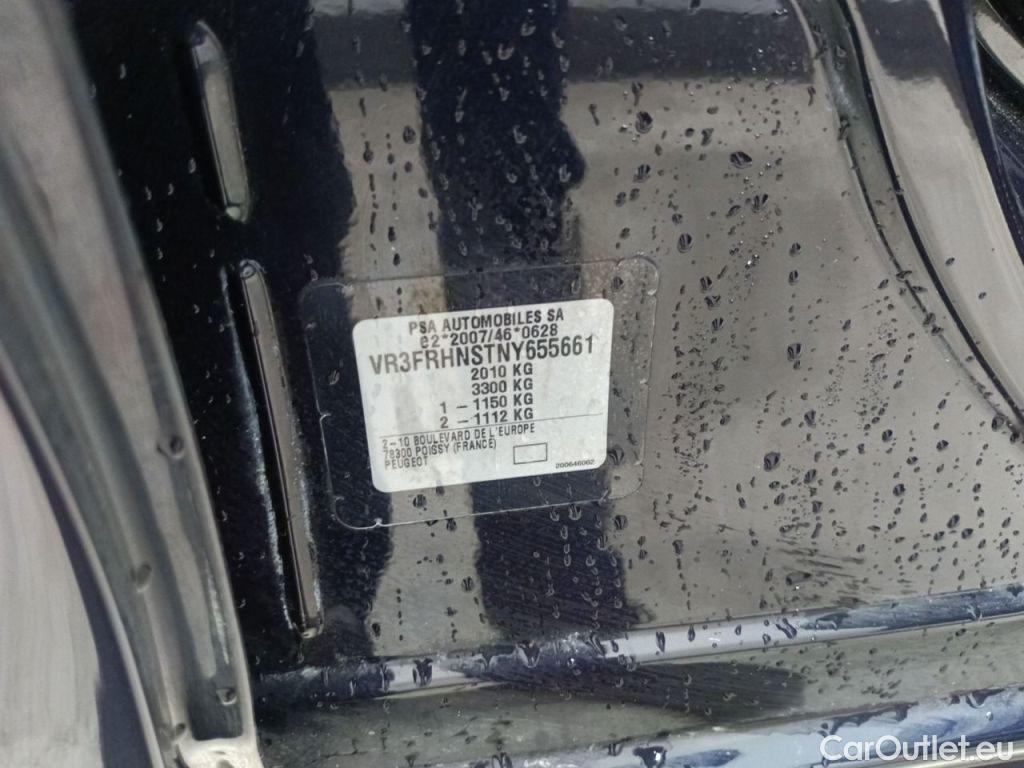 PSA AUTOMOBILES SA
e2*2007/46*0628
VR3FRHNSTNY655661
2010 KG
3300 KG
1 - 1150 KG
2 - 1112 KG
2-10 BOULEVARD DE L'EUROPE
78300 POISSY (FRANCE)
PEUGEOT
200646062
CarOutlet.eu